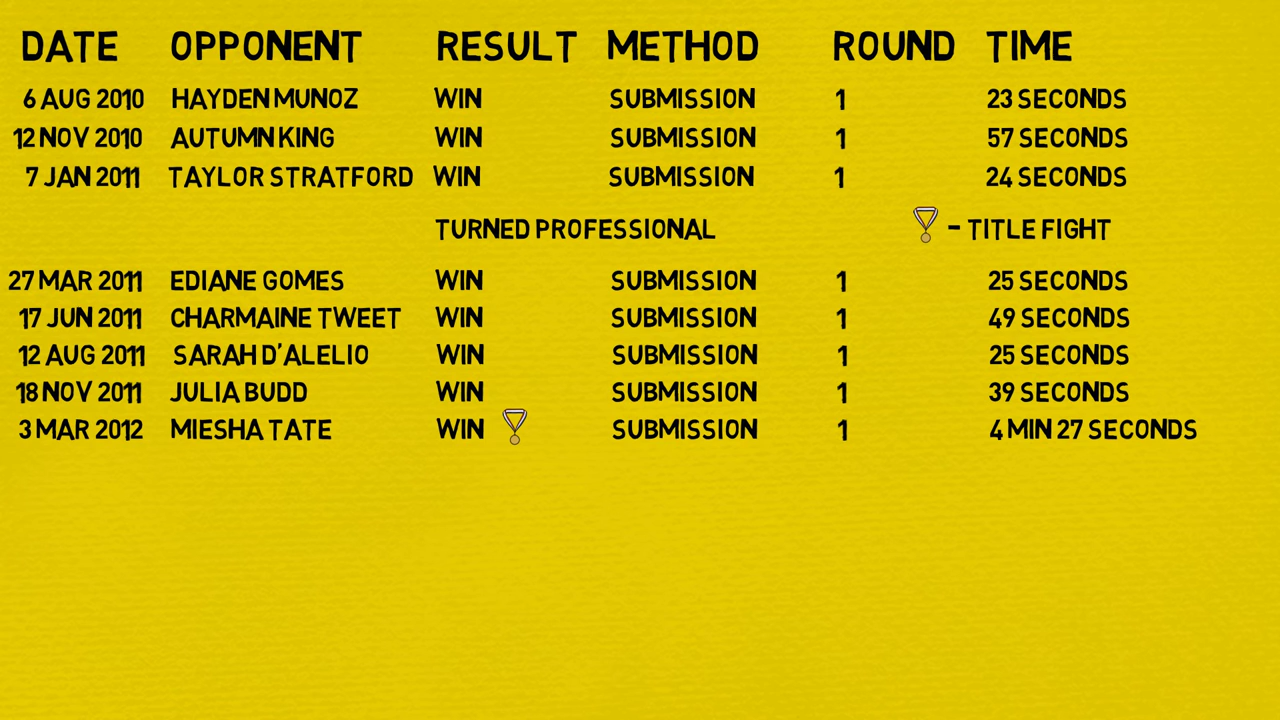 DATE OPPONENT RESULT METHOD ROUND TIME
6 AUG 2010 HAYDEN MUNOZ WIN SUBMISSION 1 23 SECONDS
12 NOV 2010 AUTUMN KING WIN SUBMISSION 1 57 SECONDS
7 JAN 2011 TAYLOR STRATFORD WIN SUBMISSION 1 24 SECONDS
TURNED PROFESSIONAL - TITLE FIGHT
27 MAR 2011 EDIANE GOMES WIN SUBMISSION 1 25 SECONDS
17 JUN 2011 CHARMAINE TWEET WIN SUBMISSION 1 49 SECONDS
12 AUG 2011 SARAH D'ALELIO WIN SUBMISSION 1 25 SECONDS
18 NOV 2011 JULIA BUDD WIN SUBMISSION 1 39 SECONDS
3 MAR 2012 MIESHA TATE WIN SUBMISSION 1 4 MIN 27 SECONDS